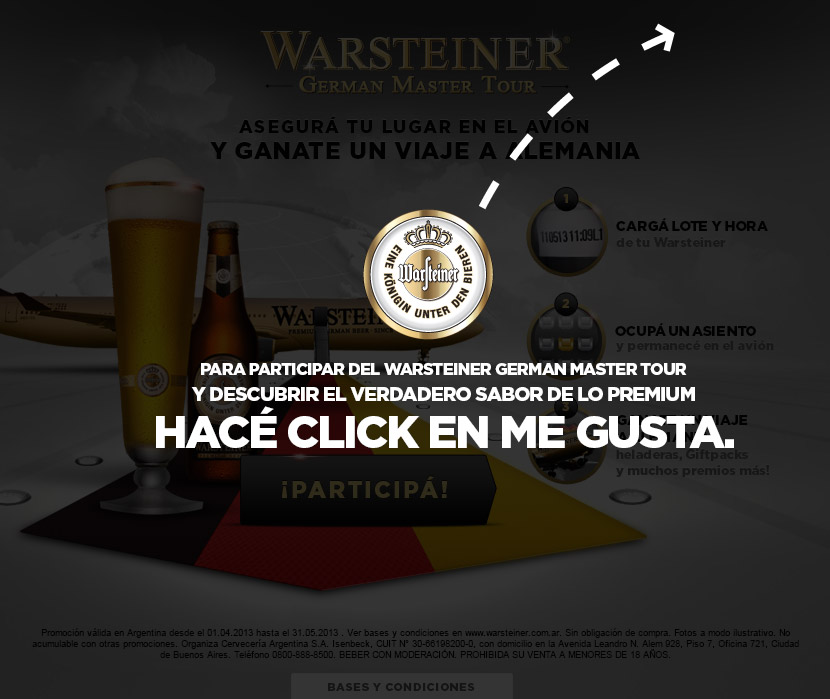 WARSTEINER
GERMAN MASTER TOUR
ASEGURÁ TU LUGAR EN EL AVIÓN
Y GANATE UN VIAJE A ALEMANIA
1
CARGÁ LOTE Y HORA
de tu Warsteiner
EINE KÖNIGIN UNTER DEN BIEREN
Warsteiner
2
OCUPÁ UN ASIENTO
y permanecé en el avión
PARA PARTICIPAR DEL WARSTEINER GERMAN MASTER TOUR
Y DESCUBRIR EL VERDADERO SABOR DE LO PREMIUM
HACÉ CLICK EN ME GUSTA.
3
heladeras, Giftpacks
y muchos premios más!
¡PARTICIPÁ!
Promoción válida en Argentina desde el 01.04.2013 hasta el 31.05.2013 . Ver bases y condiciones en www.warsteiner.com.ar. Sin obligación de compra. Fotos a modo ilustrativo. No
acumulable con otras promociones. Organiza Cervecería Argentina S.A. Isenbeck, CUIT N° 30-66198200-0, con domicilio en la Avenida Leandro N. Alem 928, Piso 7, Oficina 721, Ciudad
de Buenos Aires. Teléfono 0800-888-8500. BEBER CON MODERACIÓN. PROHIBIDA SU VENTA A MENORES DE 18 AÑOS.
BASES Y CONDICIONES